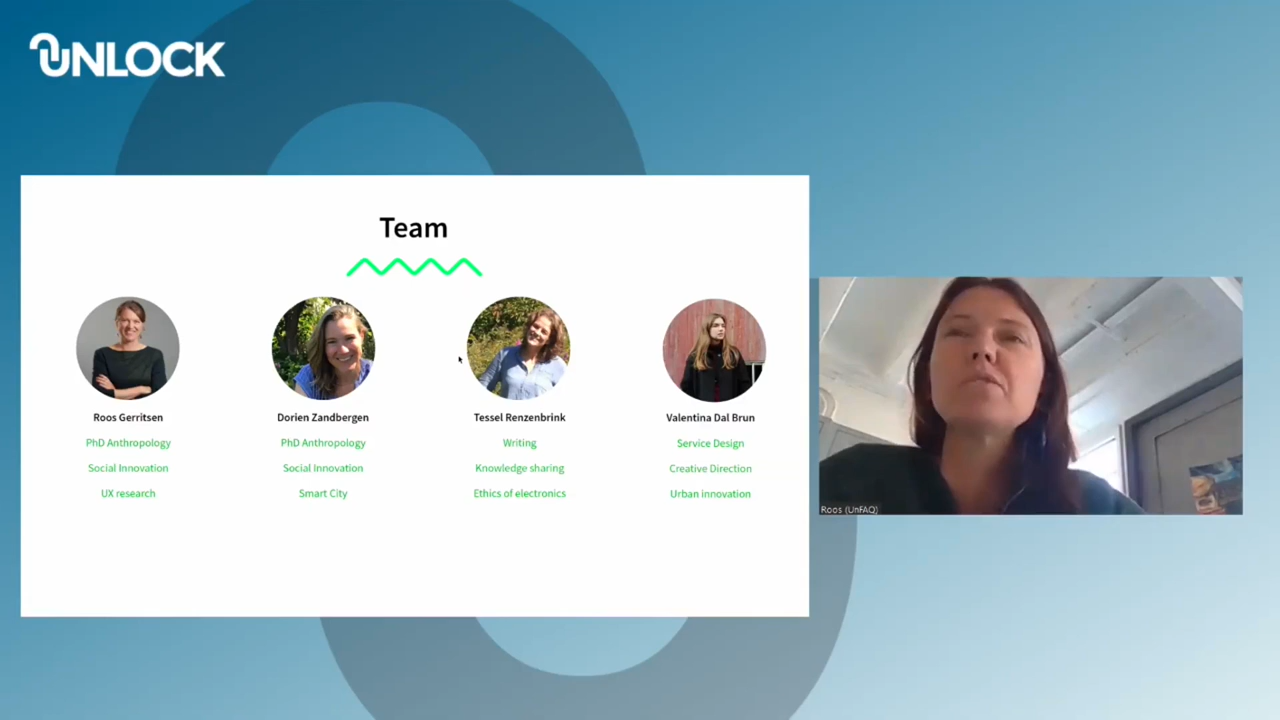 UNLOCK
Team
Roos Gerritsen
PhD Anthropology
Social Innovation
UX research
Dorien Zandbergen
PhD Anthropology
Social Innovation
Smart City
Tessel Renzenbrink
Writing
Knowledge sharing
Ethics of electronics
Valentina Dal Brun
Service Design
Creative Direction
Urban innovation
Roos (UnFAQ)